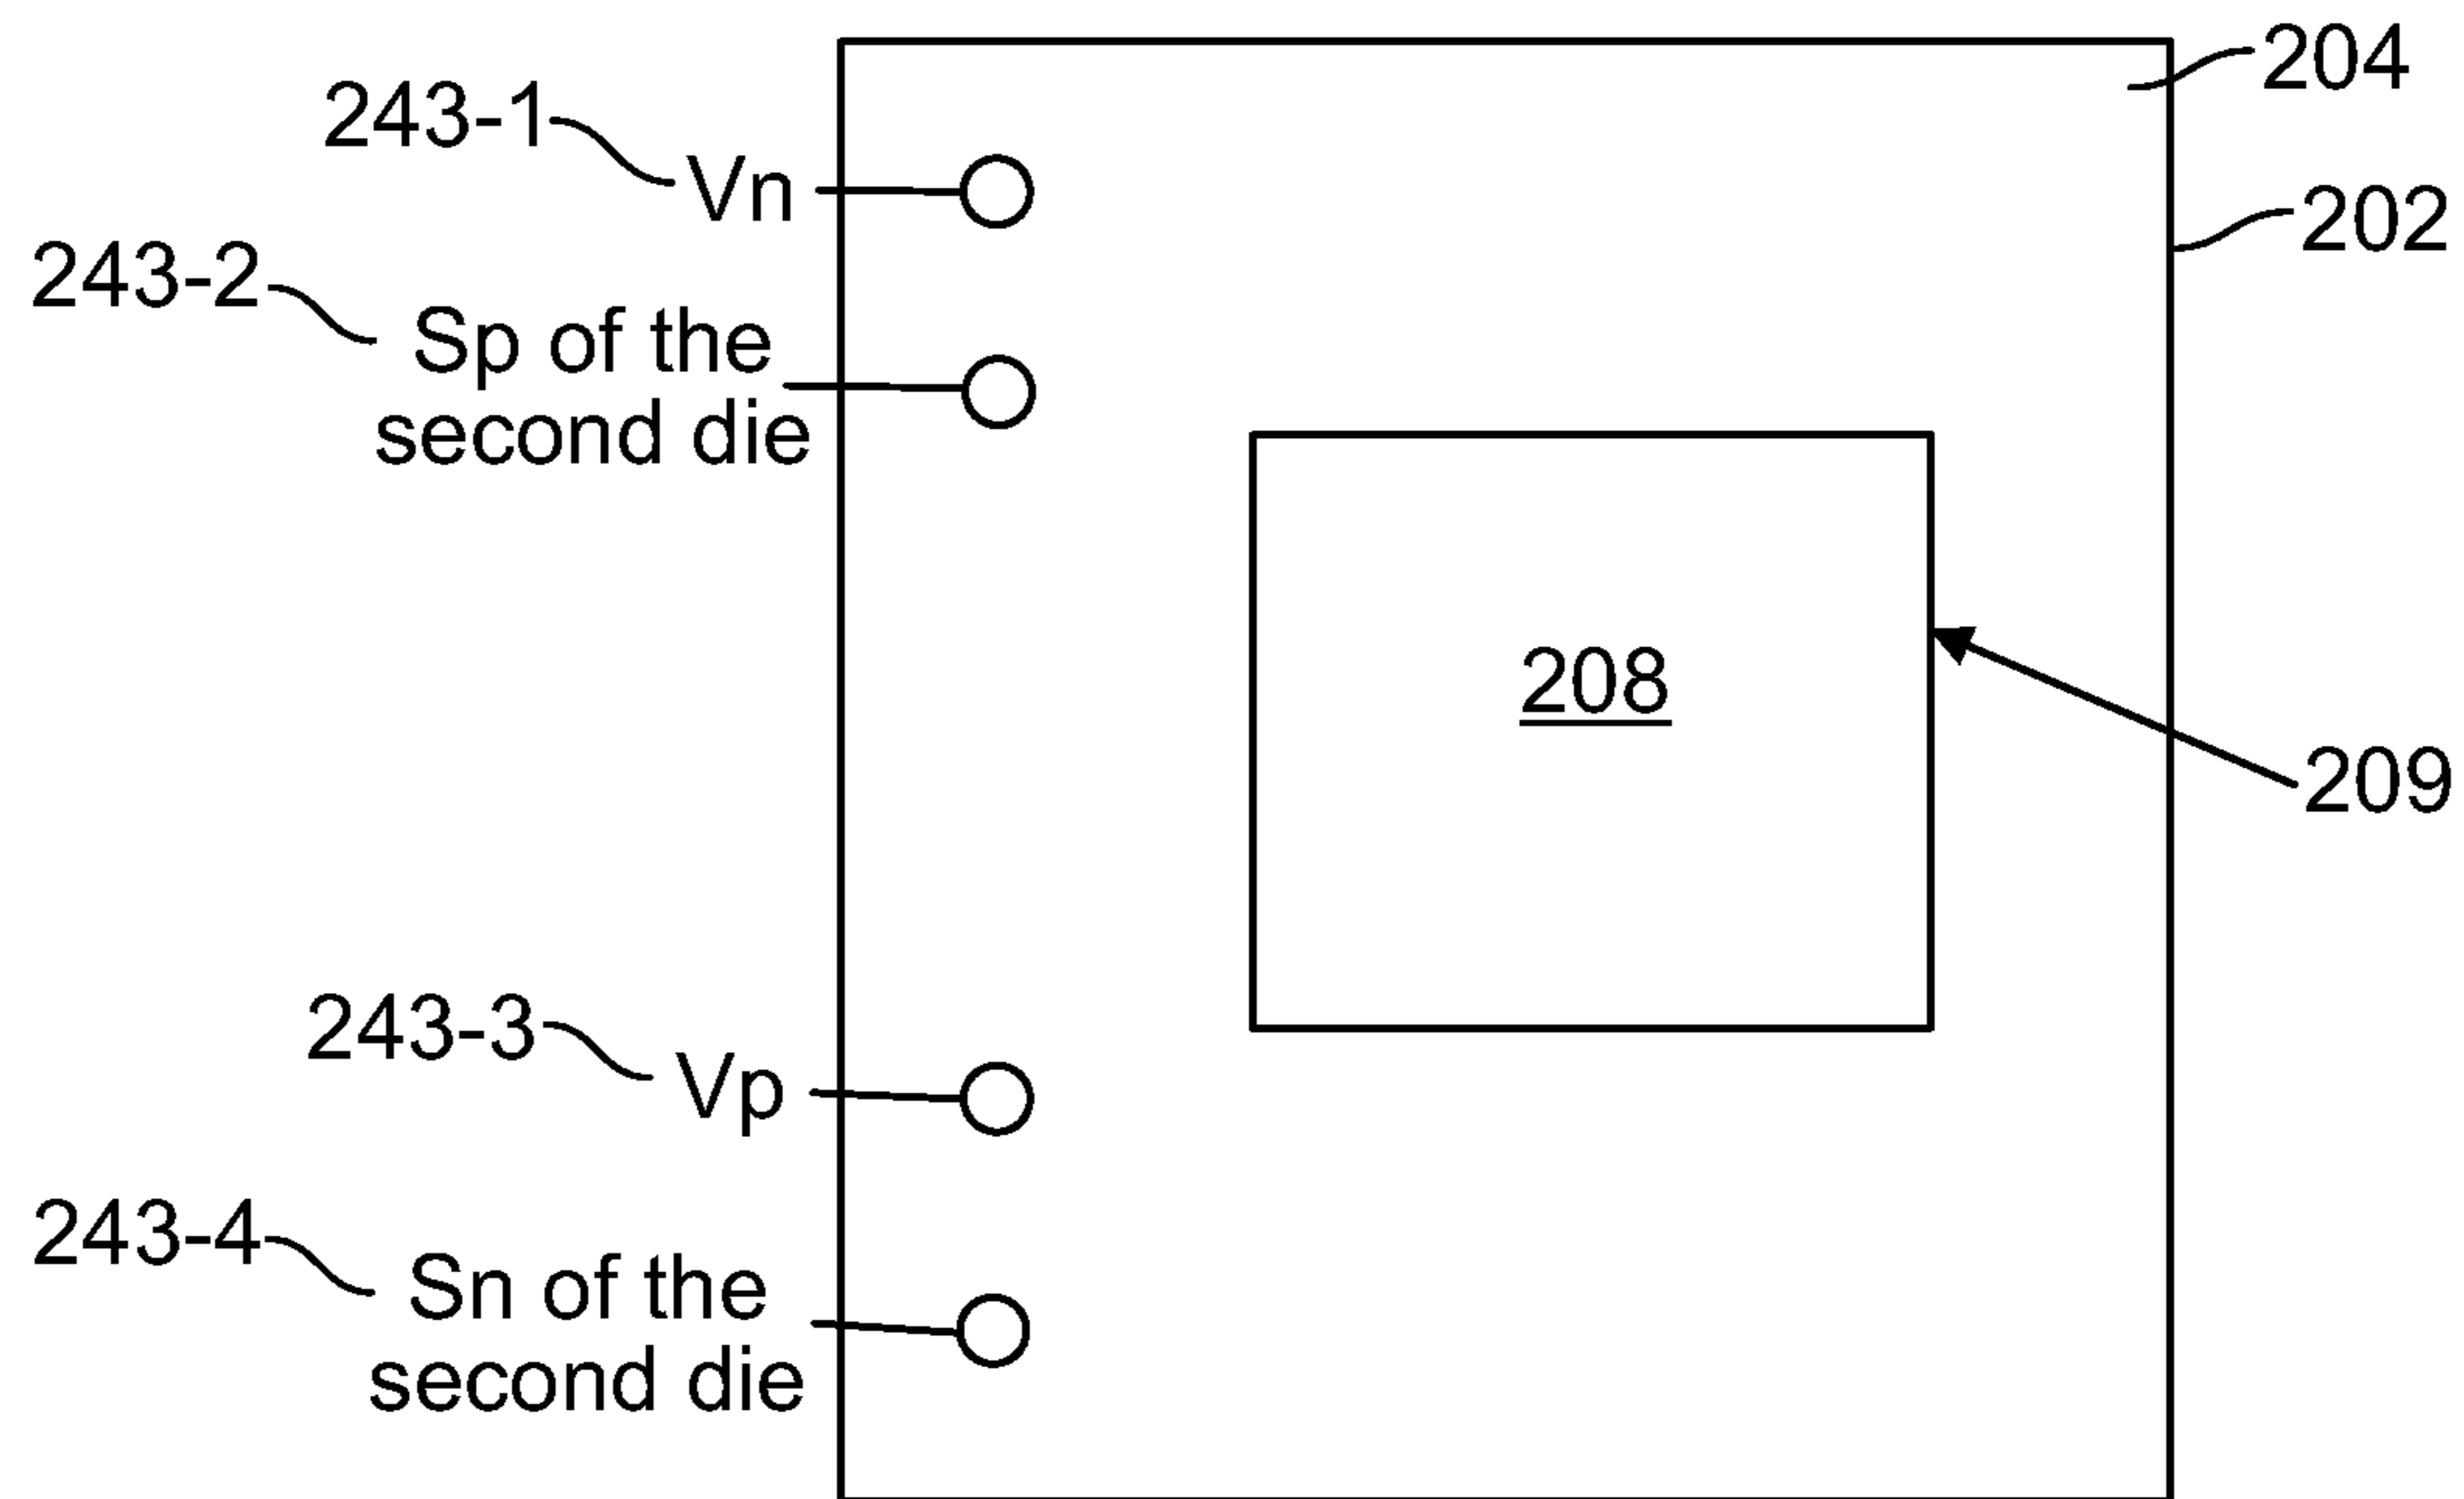 204
243-1
Vn
202
243-2
Sp of the
second die
208
209
243-3
Vp
243-4
Sn of the
second die